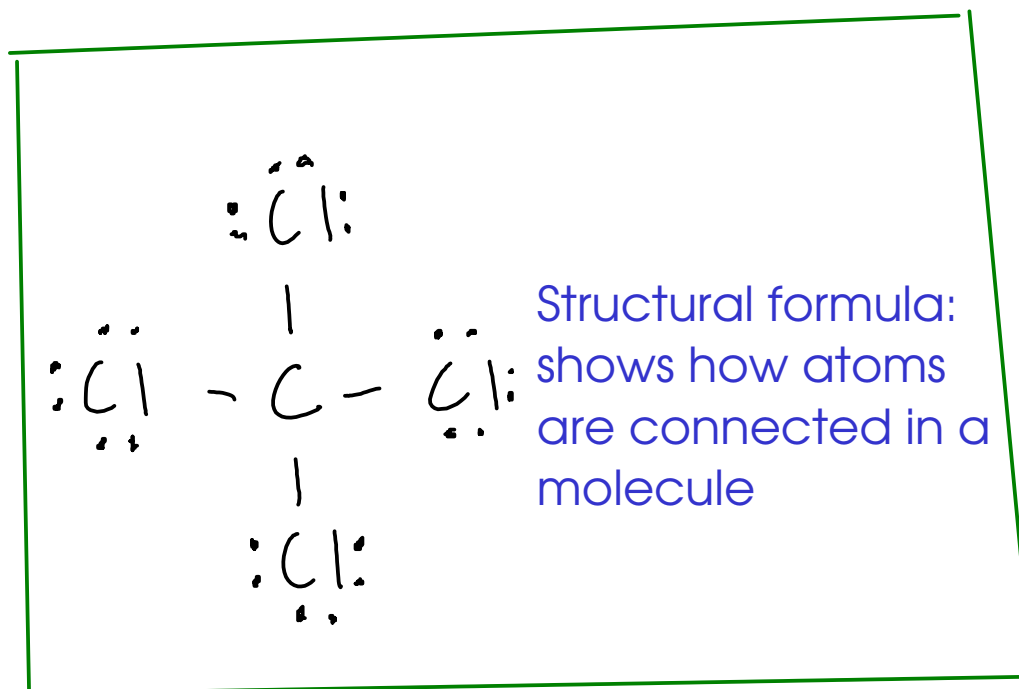 Cl
Cl - C - Cl
Cl
Structural formula:
shows how atoms
are connected in a
molecule